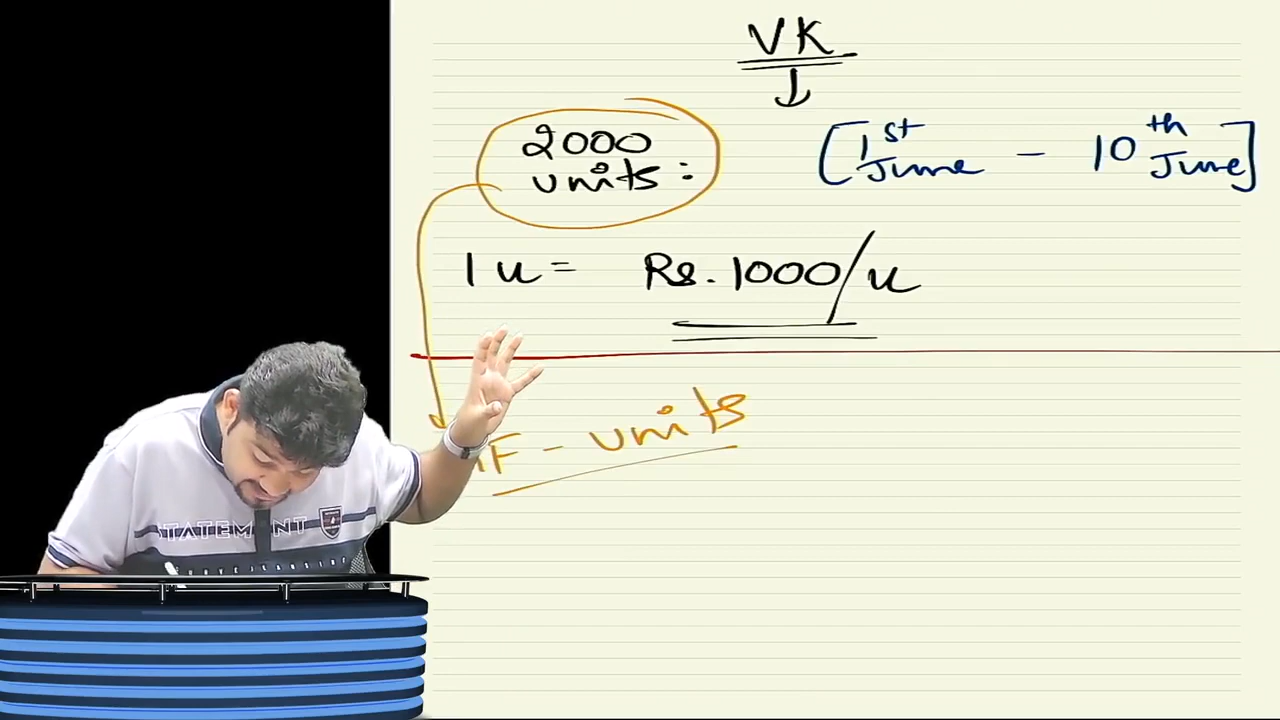 VK
2000
units:
[1st June - 10th June]
1 u = Rs. 1000/u
F - units
STATEMENT